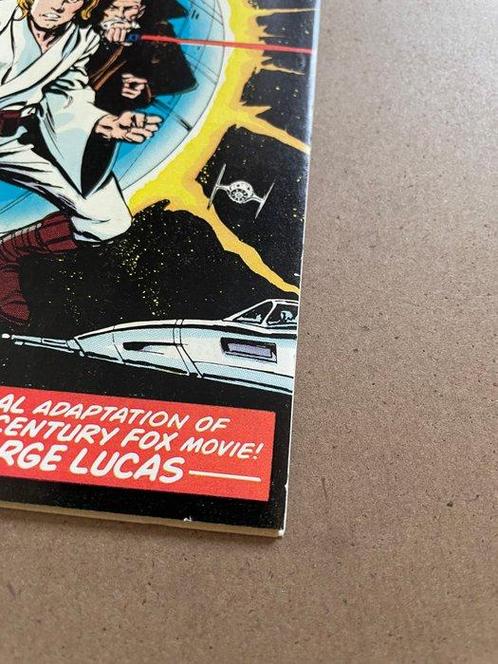 AL ADAPTATION OF
CENTURY FOX MOVIE!
RGE LUCAS